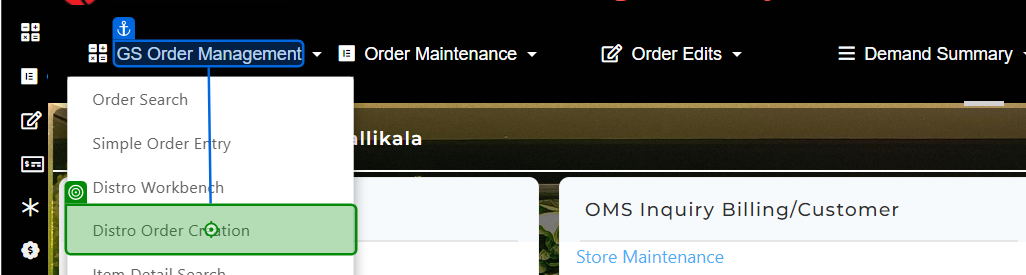 GS Order Management
Order Maintenance
Order Edits
Demand Summary
Order Search
Simple Order Entry
Distro Workbench
Distro Order Creation
Item Detail Search
allikala
OMS Inquiry Billing/Customer
Store Maintenance